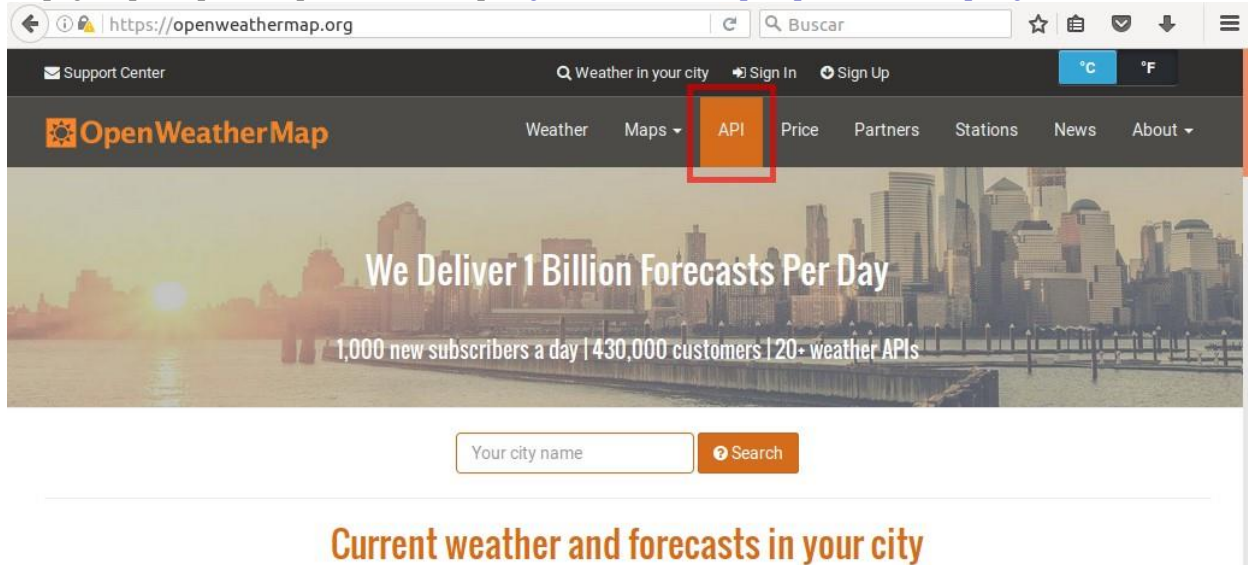 https://openweathermap.org
Buscar
Support Center
Weather in your city Sign In Sign Up
°C °F
OpenWeatherMap
Weather Maps API Price Partners Stations News About
We Deliver 1 Billion Forecasts Per Day
1,000 new subscribers a day | 430,000 customers | 20+ weather APIs
Your city name
Search
Current weather and forecasts in your city